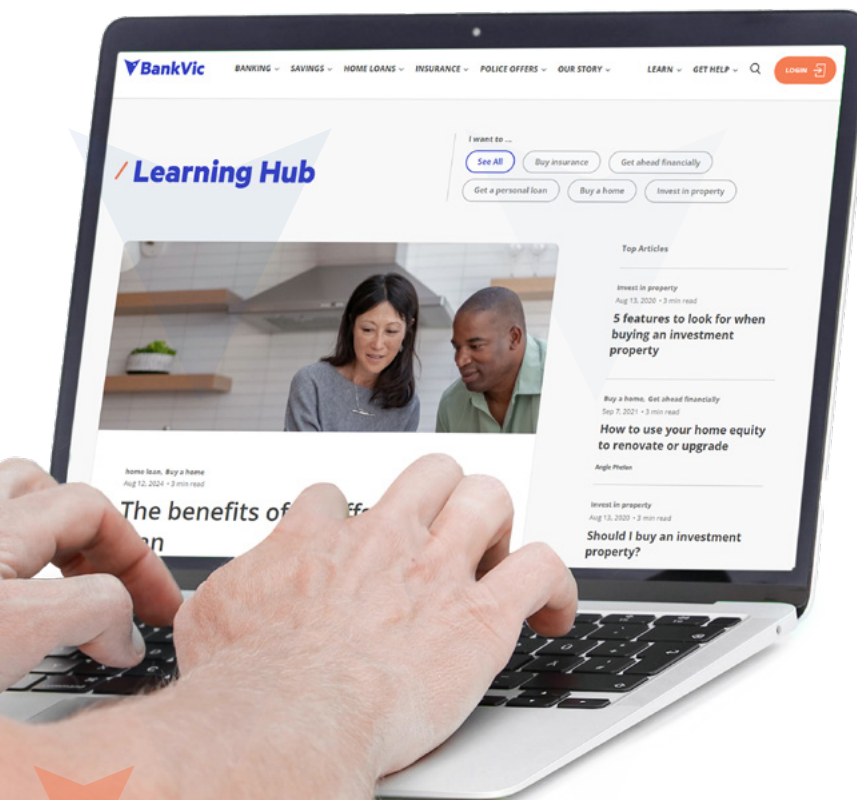 BankVic
BANKING SAVINGS HOME LOANS INSURANCE POLICE OFFERS OUR STORY LEARN GET HELP LOGIN
/ Learning Hub
I want to ...
See All Buy insurance Get ahead financially
Get a personal loan Buy a home Invest in property
Top Articles
Invest in property
Aug 13, 2020 • 3 min read
5 features to look for when
buying an investment
property
Buy a home, Get ahead financially
Sep 7, 2021 • 3 min read
How to use your home equity
to renovate or upgrade
Angie Phelan
Invest in property
Aug 13, 2020 • 3 min read
Should I buy an investment
property?
home loan, Buy a home
Aug 12, 2024 • 3 min read
The benefits of